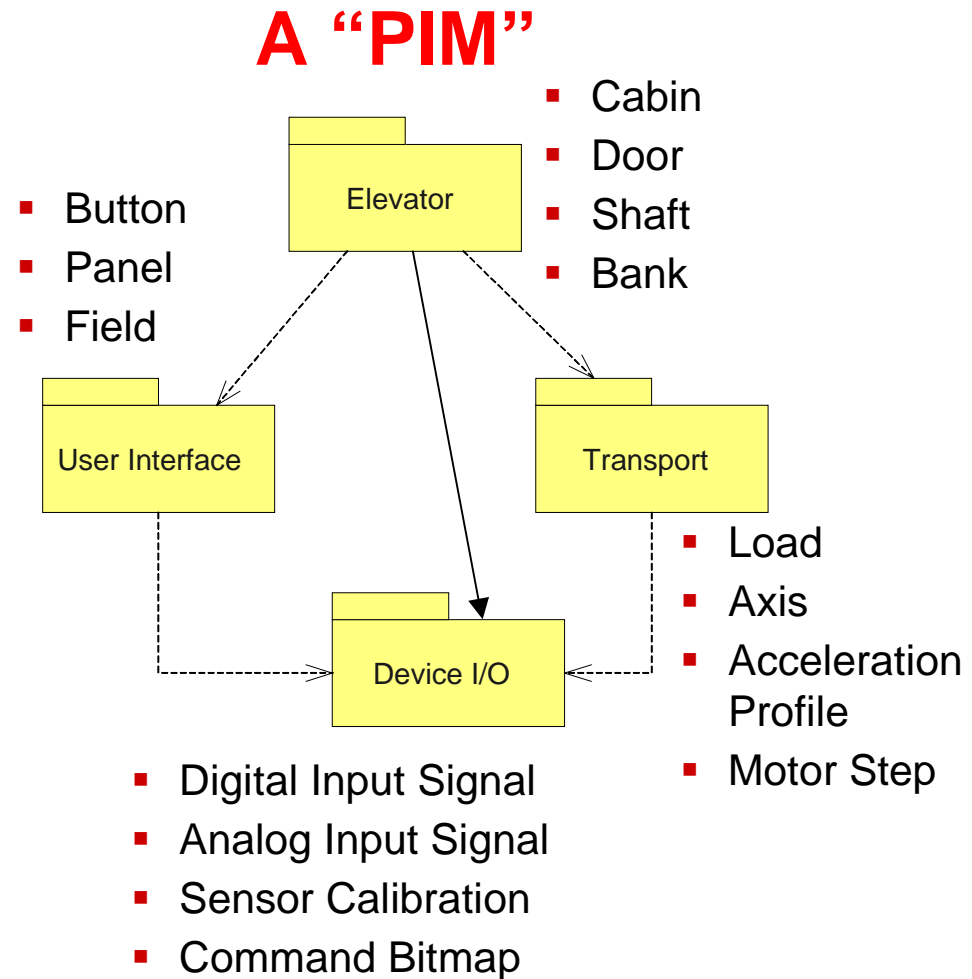 A “PIM”
Cabin
Door
Shaft
Bank
Elevator
Button
Panel
Field
User Interface
Transport
Load
Axis
Acceleration
Profile
Motor Step
Device I/O
Digital Input Signal
Analog Input Signal
Sensor Calibration
Command Bitmap